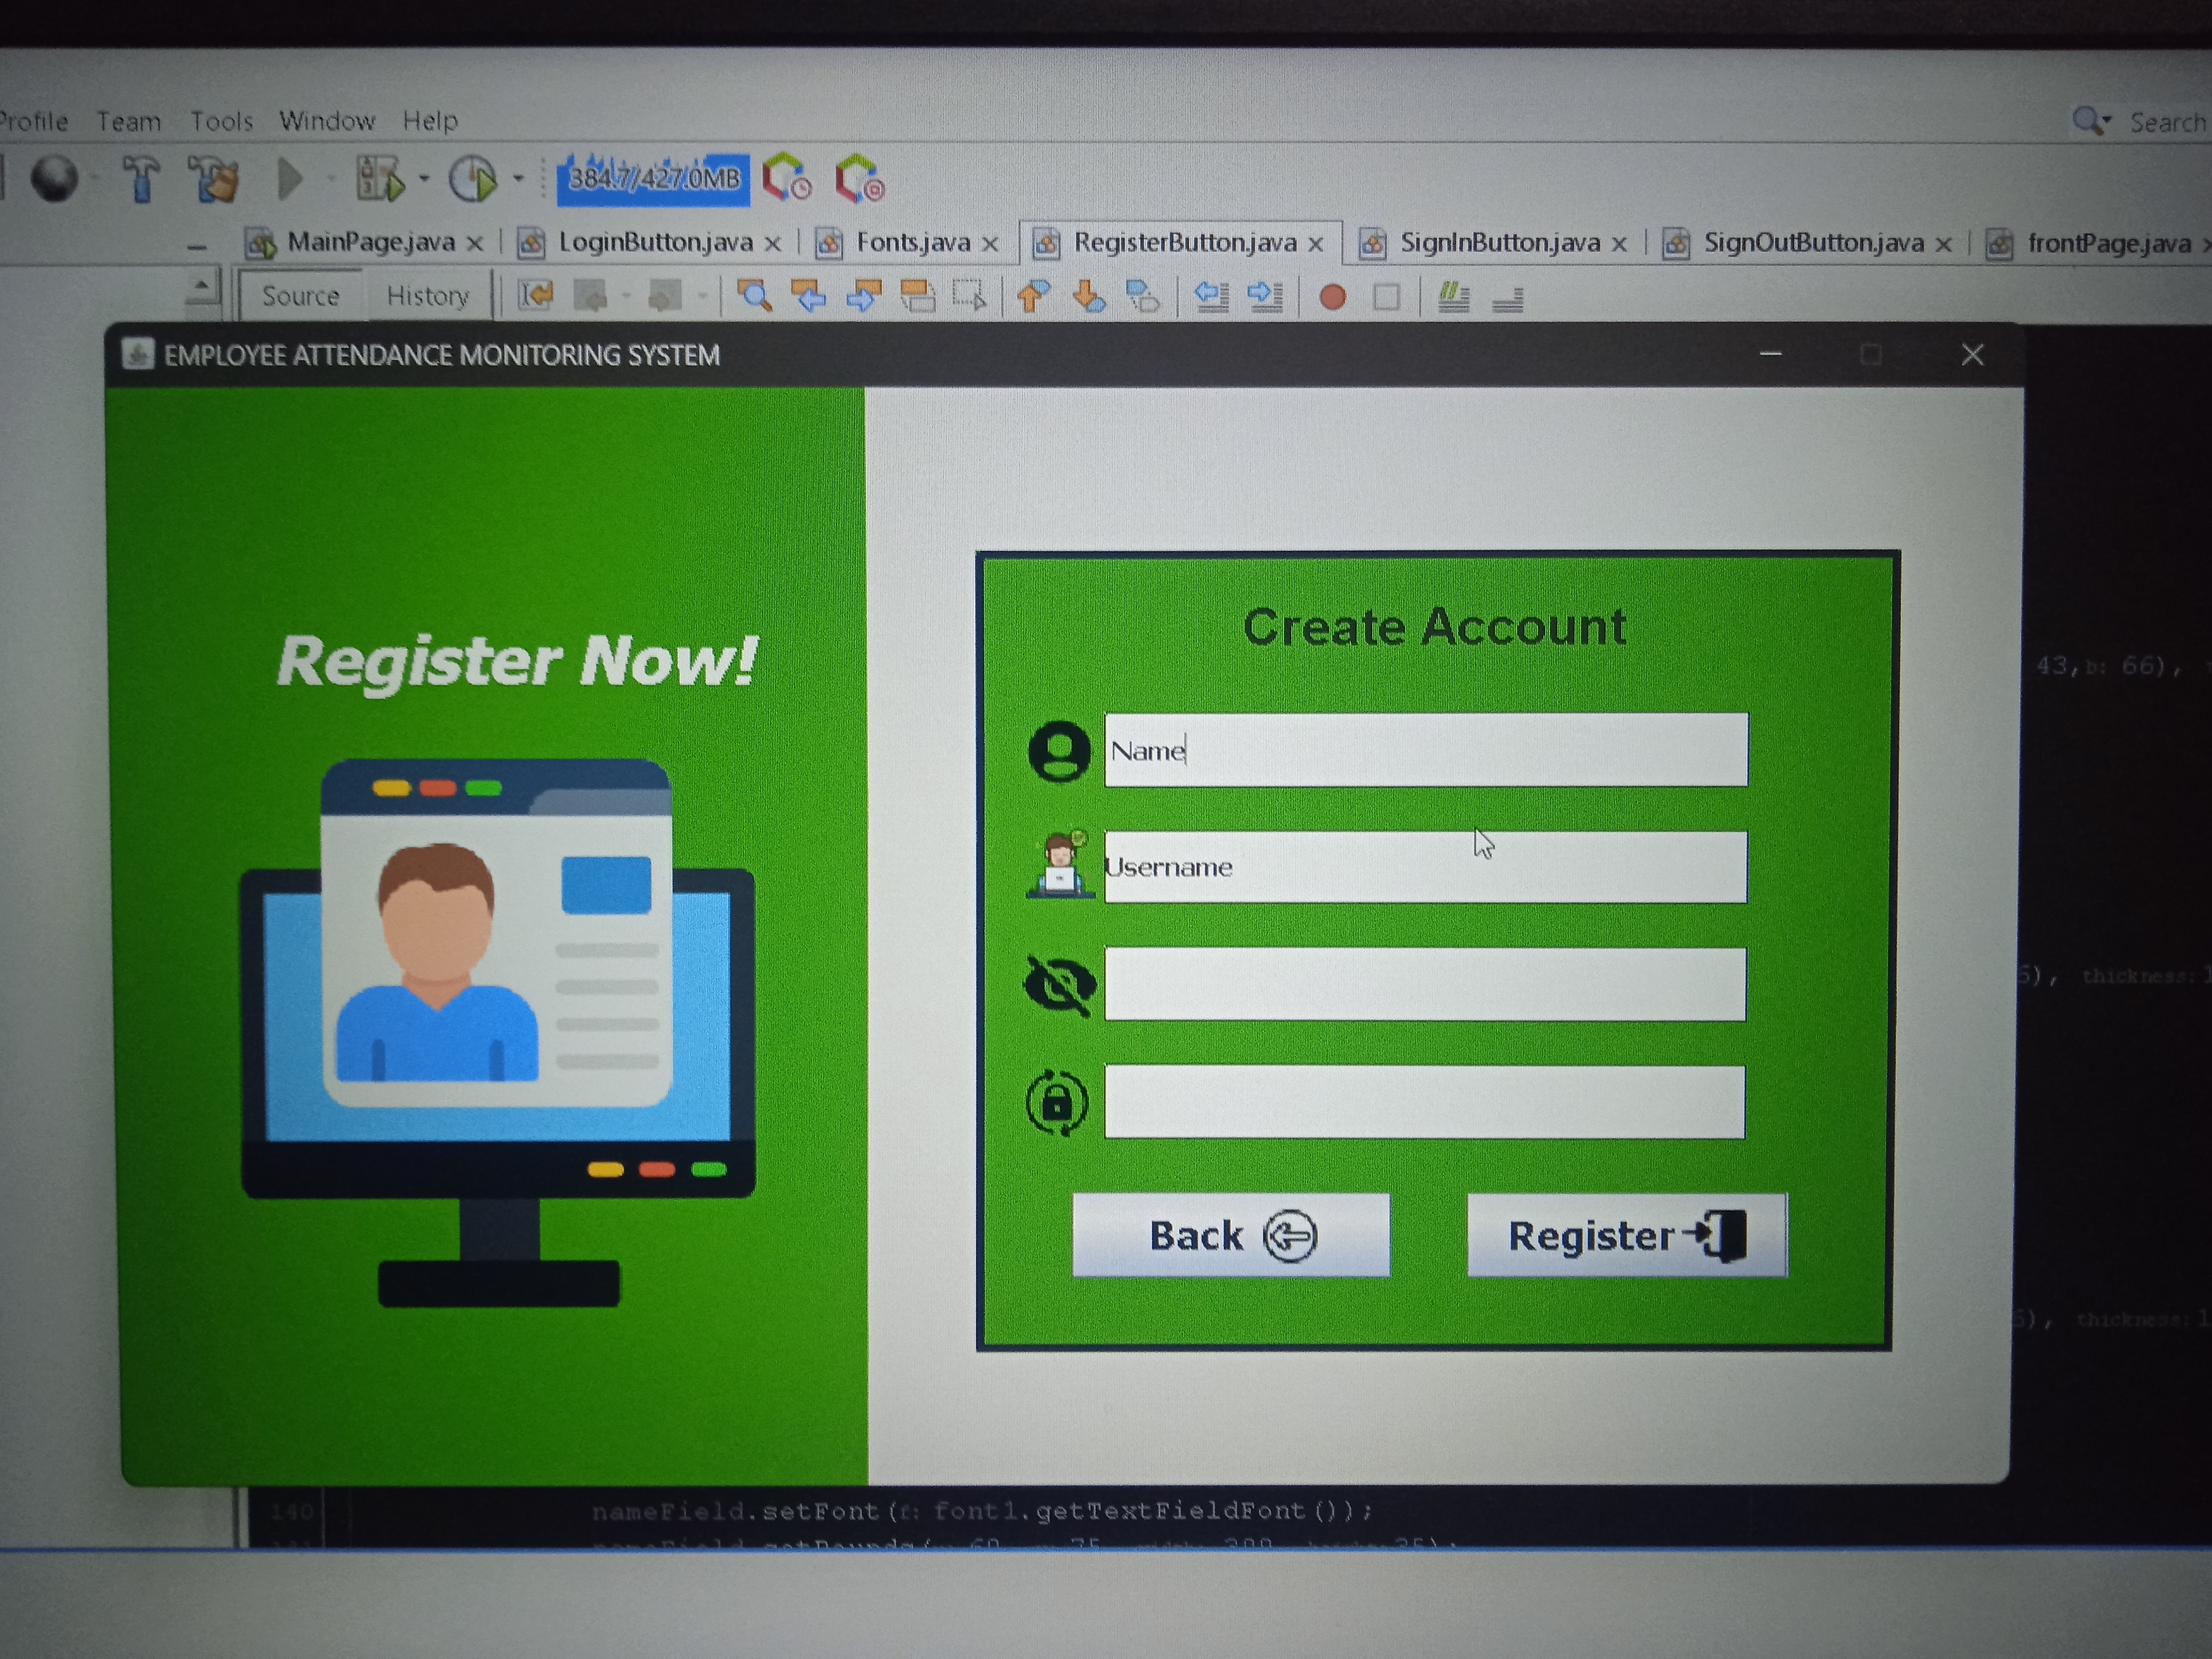 Profile Team Tools Window Help Search
384.7/427.0MB
MainPage.java LoginButton.java Fonts.java RegisterButton.java SignInButton.java SignOutButton.java frontPage.java
Source History
EMPLOYEE ATTENDANCE MONITORING SYSTEM
Register Now!
Create Account
Name
Username
Back
Register
43, b: 66),
5), thickness: 1
5), thickness: 1
140 nameField.setFont(f: font1.getTextFieldFont());